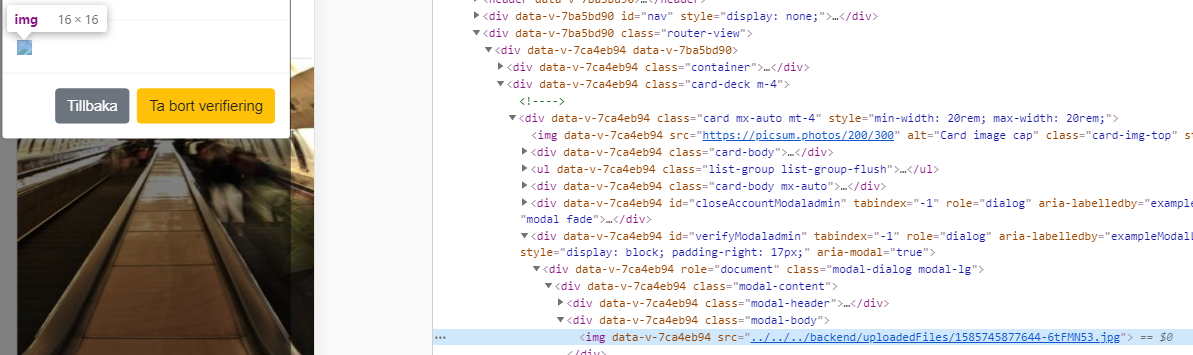 img 16 × 16
Tillbaka Ta bort verifiering
<header data-v-7ba5bd90>…</header>
<div data-v-7ba5bd90 id="nav" style="display: none;">…</div>
<div data-v-7ba5bd90 class="router-view">
<div data-v-7ca4eb94 data-v-7ba5bd90>
<div data-v-7ca4eb94 class="container">…</div>
<div data-v-7ca4eb94 class="card-deck m-4">
<!---->
<div data-v-7ca4eb94 class="card mx-auto mt-4" style="min-width: 20rem; max-width: 20rem;">
<img data-v-7ca4eb94 src="https://picsum.photos/200/300" alt="Card image cap" class="card-img-top" st
<div data-v-7ca4eb94 class="card-body">…</div>
<ul data-v-7ca4eb94 class="list-group list-group-flush">…</ul>
<div data-v-7ca4eb94 class="card-body mx-auto">…</div>
<div data-v-7ca4eb94 id="closeAccountModaladmin" tabindex="-1" role="dialog" aria-labelledby="example
"modal fade">…</div>
<div data-v-7ca4eb94 id="verifyModaladmin" tabindex="-1" role="dialog" aria-labelledby="exampleModalL
style="display: block; padding-right: 17px;" aria-modal="true">
<div data-v-7ca4eb94 role="document" class="modal-dialog modal-lg">
<div data-v-7ca4eb94 class="modal-content">
<div data-v-7ca4eb94 class="modal-header">…</div>
<div data-v-7ca4eb94 class="modal-body">
<img data-v-7ca4eb94 src="../../../backend/uploadedFiles/1585745877644-6tFMN53.jpg"> == $0
</div>